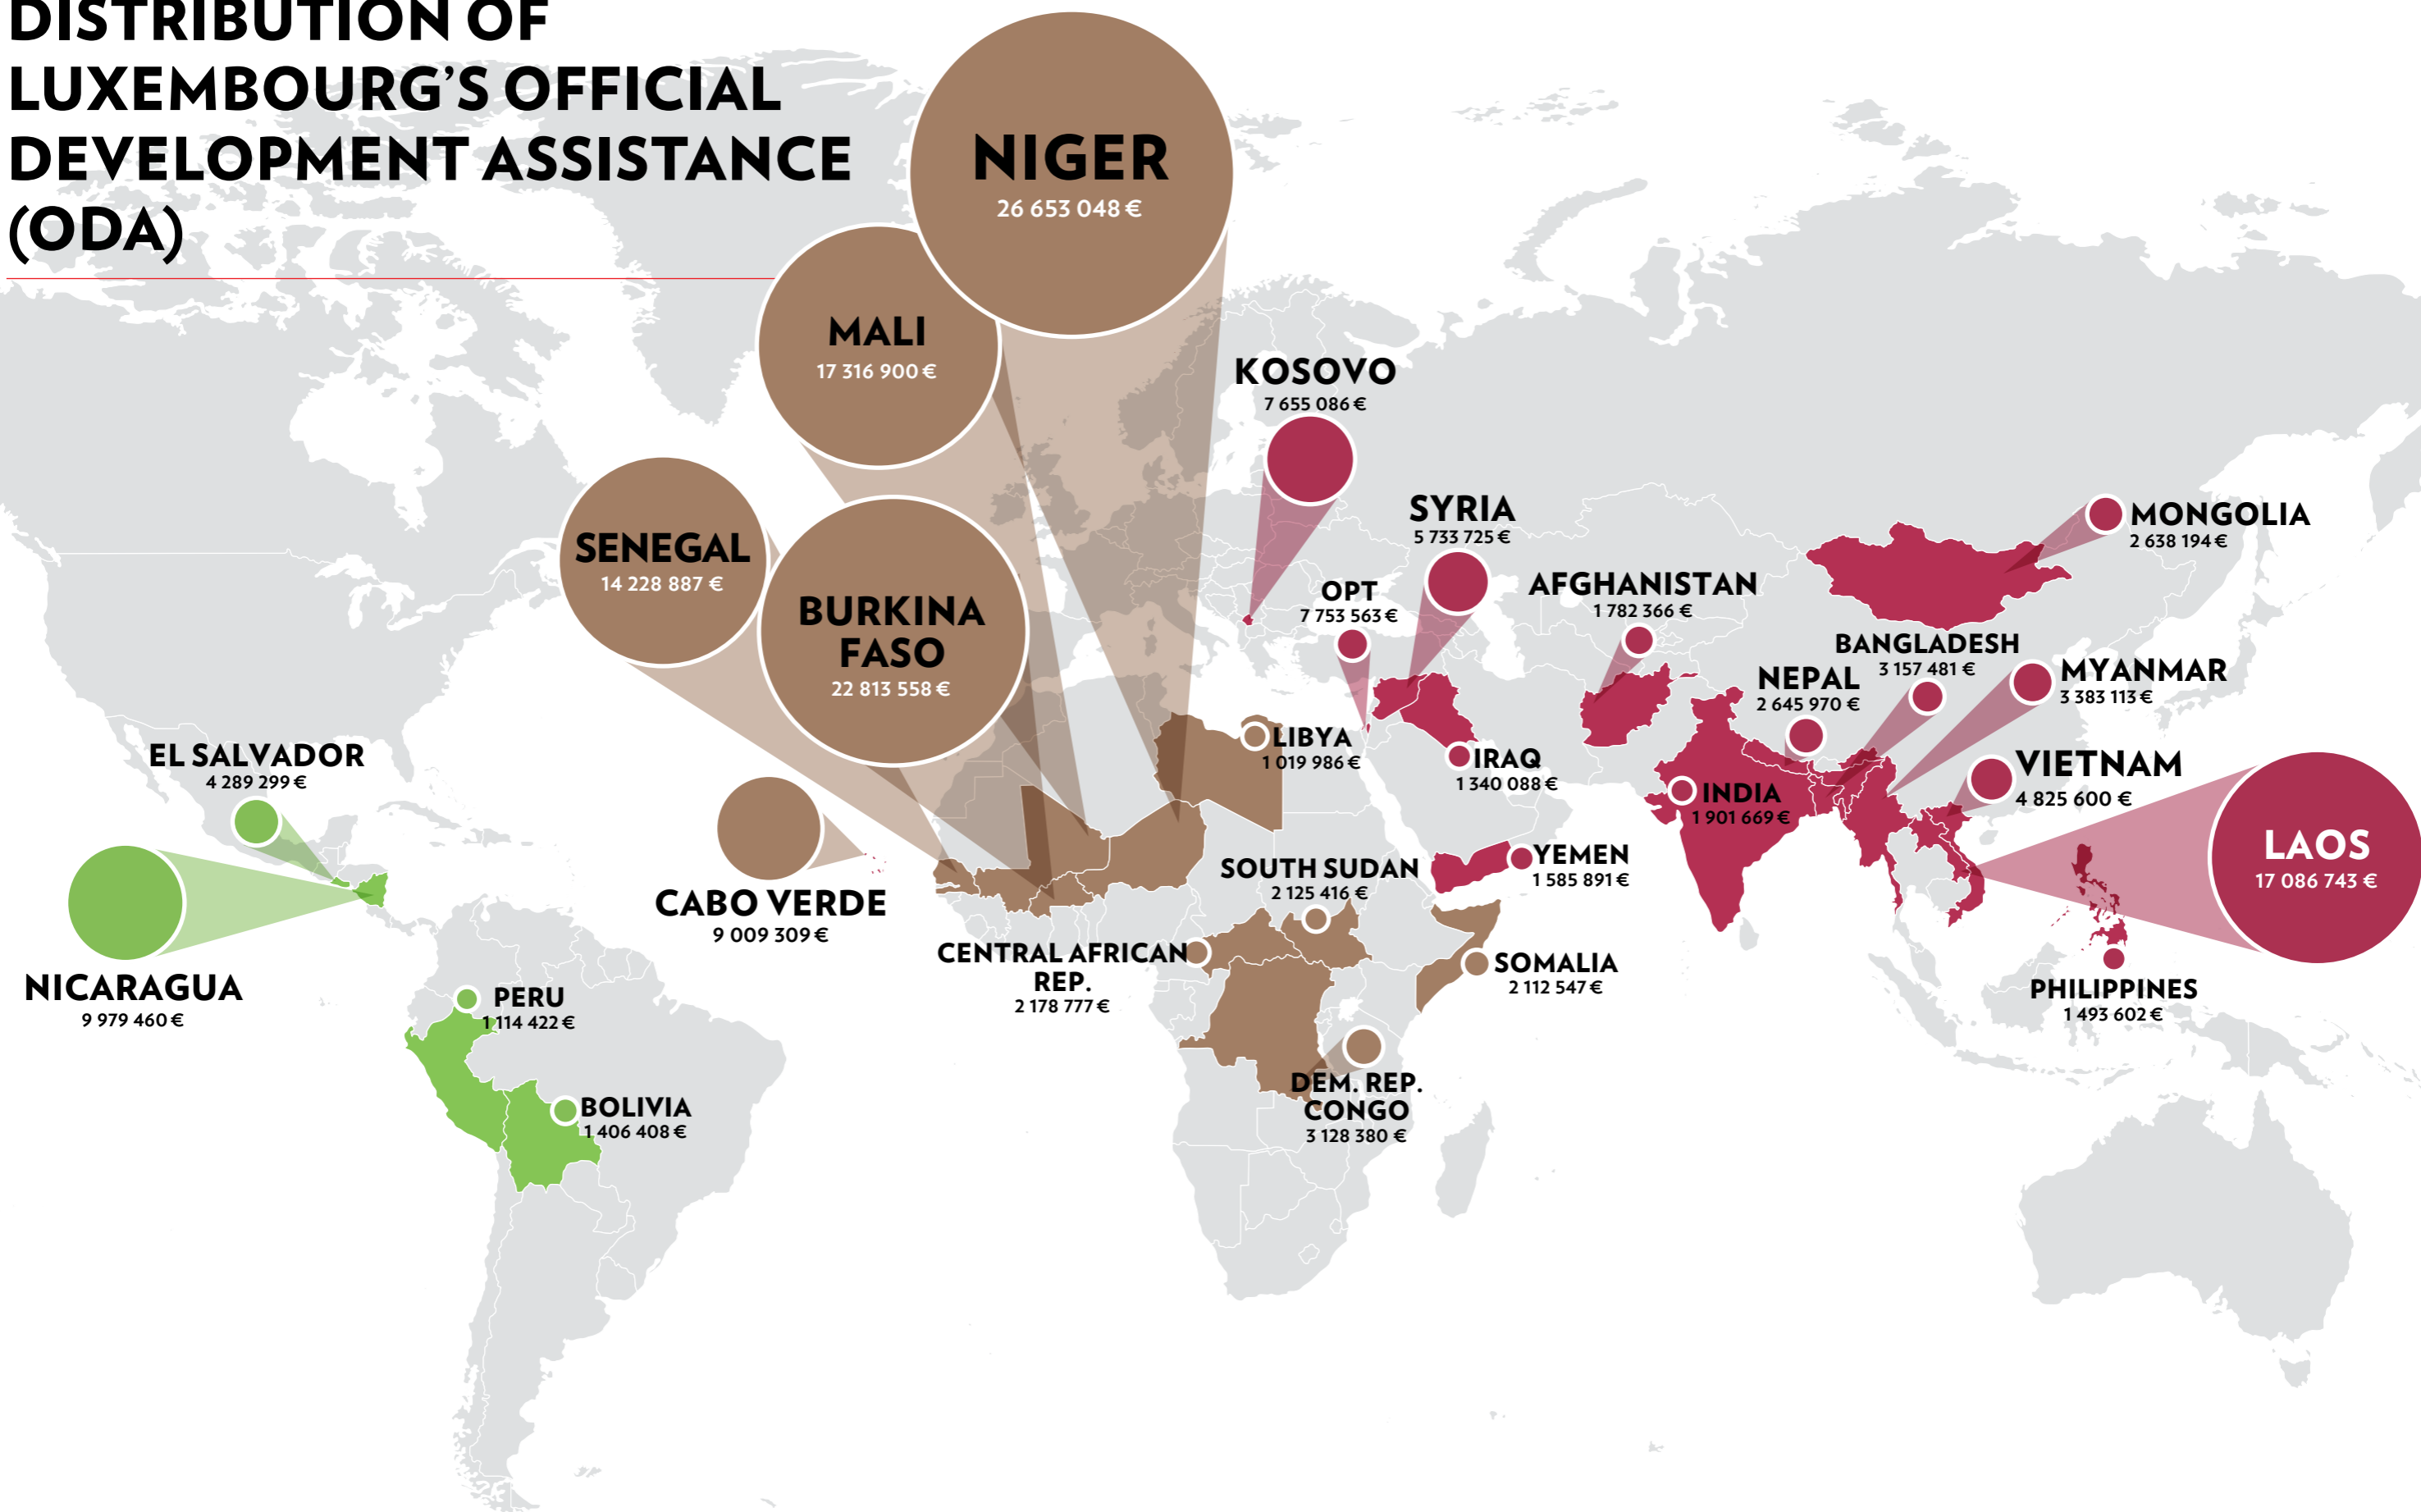 DISTRIBUTION OF
LUXEMBOURG’S OFFICIAL
DEVELOPMENT ASSISTANCE
(ODA)
NIGER
26 653 048 €
MALI
17 316 900 €
KOSOVO
7 655 086 €
SENEGAL
14 228 887 €
BURKINA
FASO
22 813 558 €
SYRIA
5 733 725 €
OPT
7 753 563 €
AFGHANISTAN
1 782 366 €
MONGOLIA
2 638 194 €
BANGLADESH
3 157 481 €
NEPAL
2 645 970 €
MYANMAR
3 383 113 €
EL SALVADOR
4 289 299 €
LIBYA
1 019 986 €
IRAQ
1 340 088 €
INDIA
1 901 669 €
VIETNAM
4 825 600 €
LAOS
17 086 743 €
CABO VERDE
9 009 309 €
SOUTH SUDAN
2 125 416 €
YEMEN
1 585 891 €
CENTRAL AFRICAN
REP.
2 178 777 €
SOMALIA
2 112 547 €
PHILIPPINES
1 493 602 €
NICARAGUA
9 979 460 €
PERU
1 114 422 €
BOLIVIA
1 406 408 €
DEM. REP.
CONGO
3 128 380 €